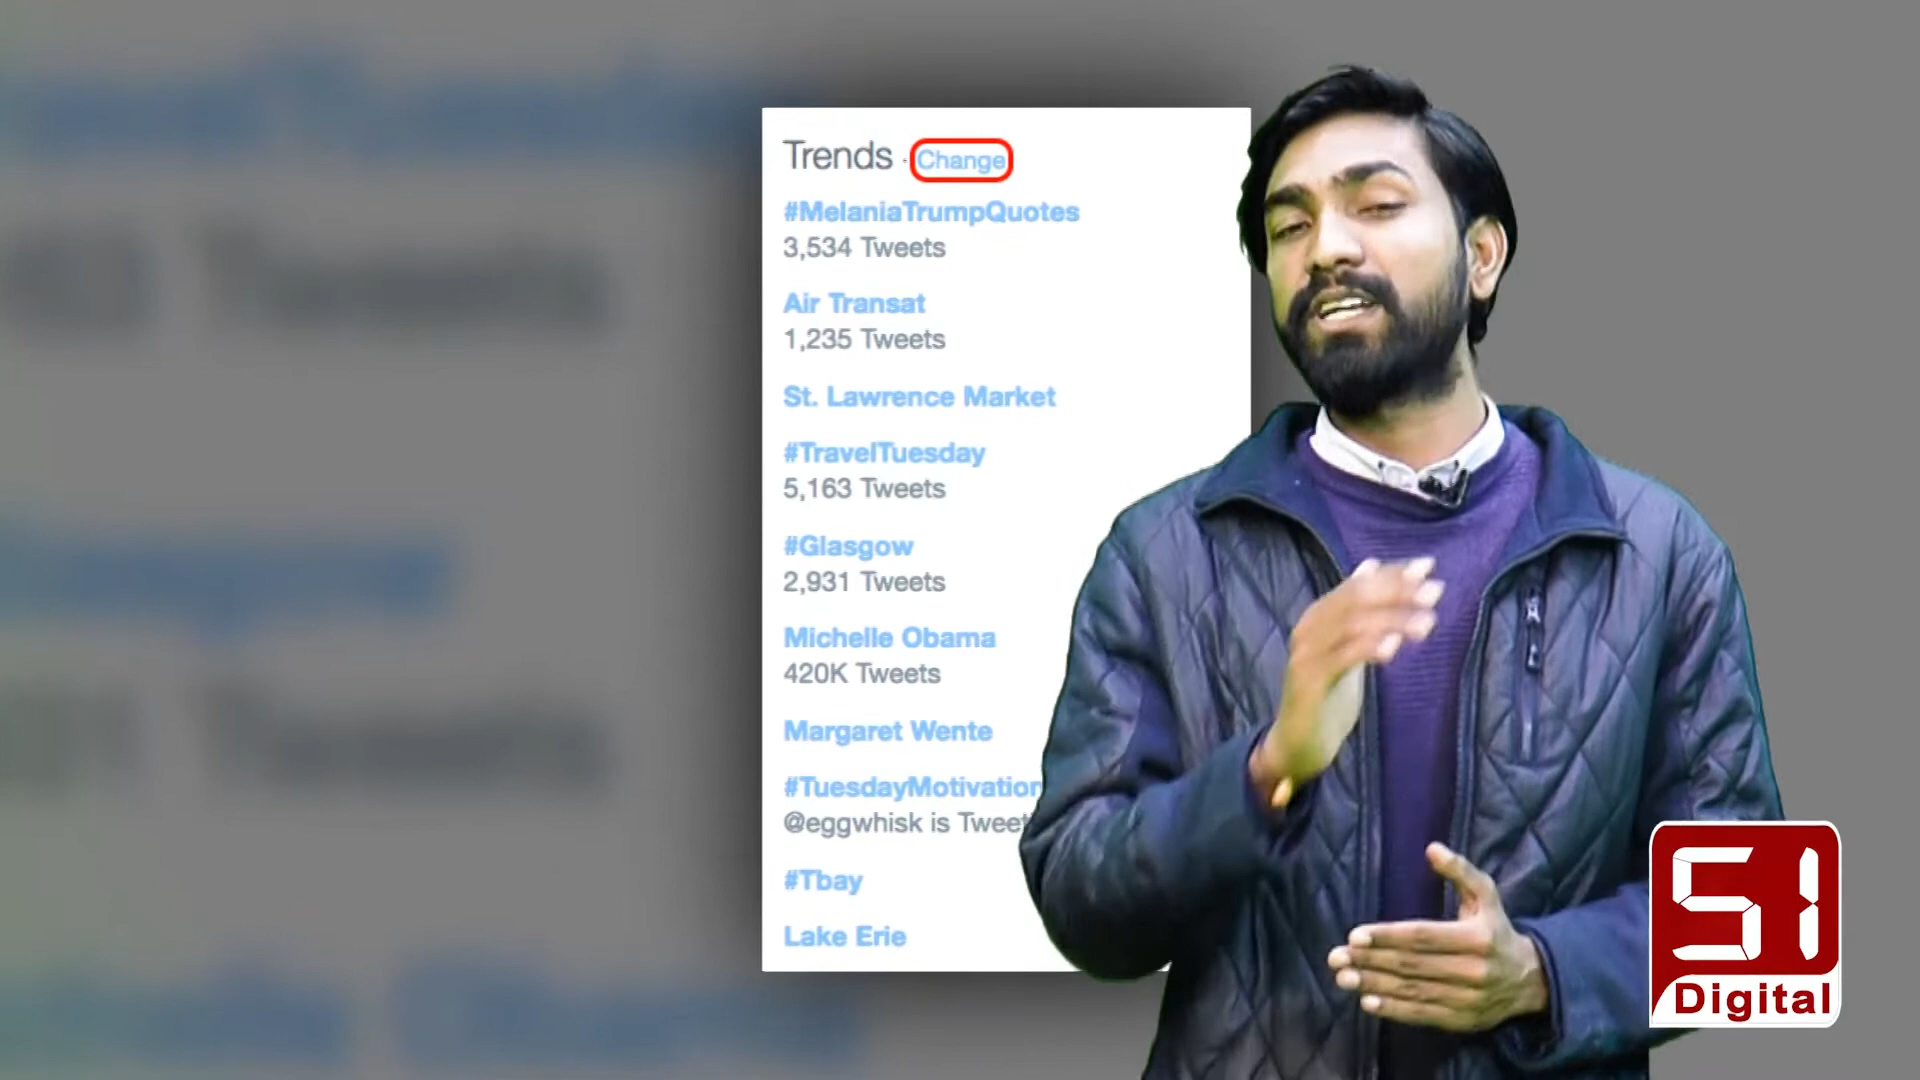 Trends · Change
#MelaniaTrumpQuotes
3,534 Tweets
Air Transat
1,235 Tweets
St. Lawrence Market
#TravelTuesday
5,163 Tweets
#Glasgow
2,931 Tweets
Michelle Obama
420K Tweets
Margaret Wente
#TuesdayMotivation
@eggwhisk is Tweet
#Tbay
Lake Erie
51
Digital